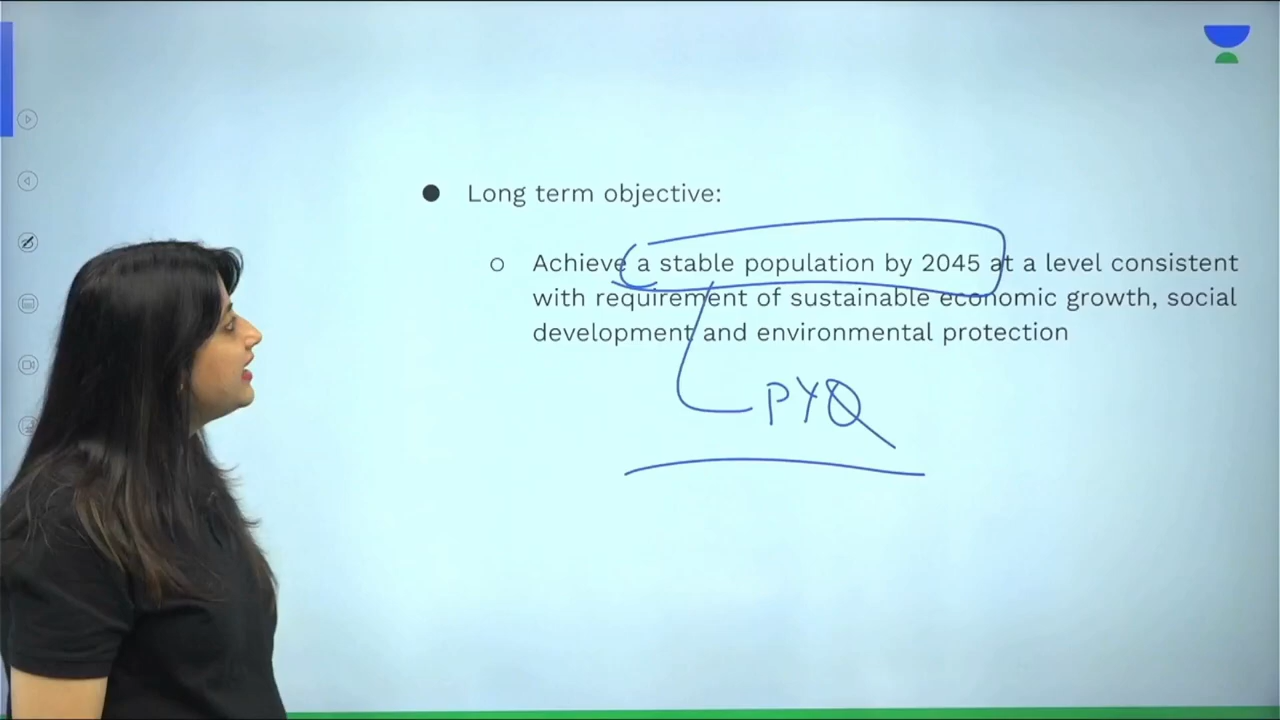 Long term objective:
Achieve a stable population by 2045 at a level consistent
with requirement of sustainable economic growth, social
development and environmental protection
PYQ